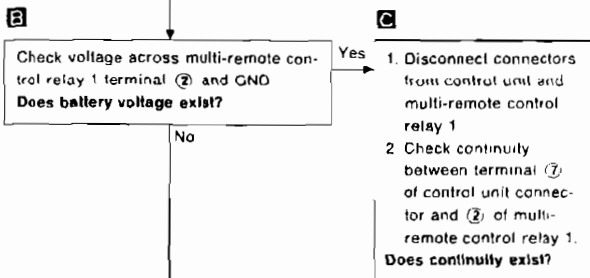 B
Check voltage across multi-remote con-
trol relay 1 terminal ② and GND
Does battery voltage exist?
Yes
No
C
1. Disconnect connectors
from control unit and
multi-remote control
relay 1
2 Check continuity
between terminal ⑦
of control unit connec-
tor and ② of multi-
remote control relay 1.
Does continuity exist?